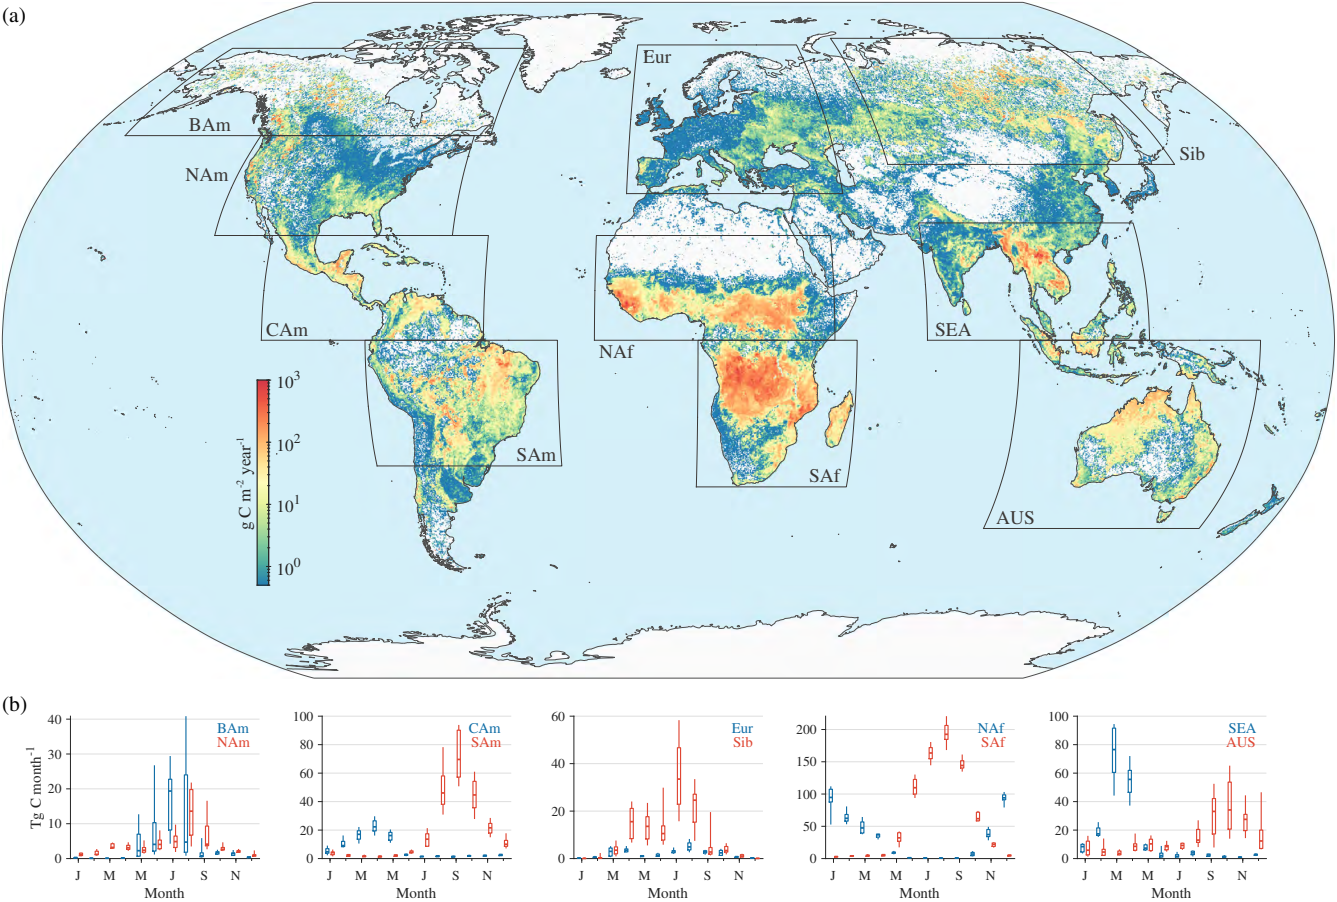 (a)
Eur
BAm
Sib
NAm
CAm
NAf
SEA
SAm
SAf
AUS
10³
10²
10¹
10⁰
g C m⁻² year⁻¹
(b)
Tg C month⁻¹
40
30
20
10
0
BAm
NAm
J M M J S N
Month
100
80
60
40
20
0
CAm
SAm
J M M J S N
Month
60
40
20
0
Eur
Sib
J M M J S N
Month
200
150
100
50
0
NAf
SAf
J M M J S N
Month
100
80
60
40
20
0
SEA
AUS
J M M J S N
Month